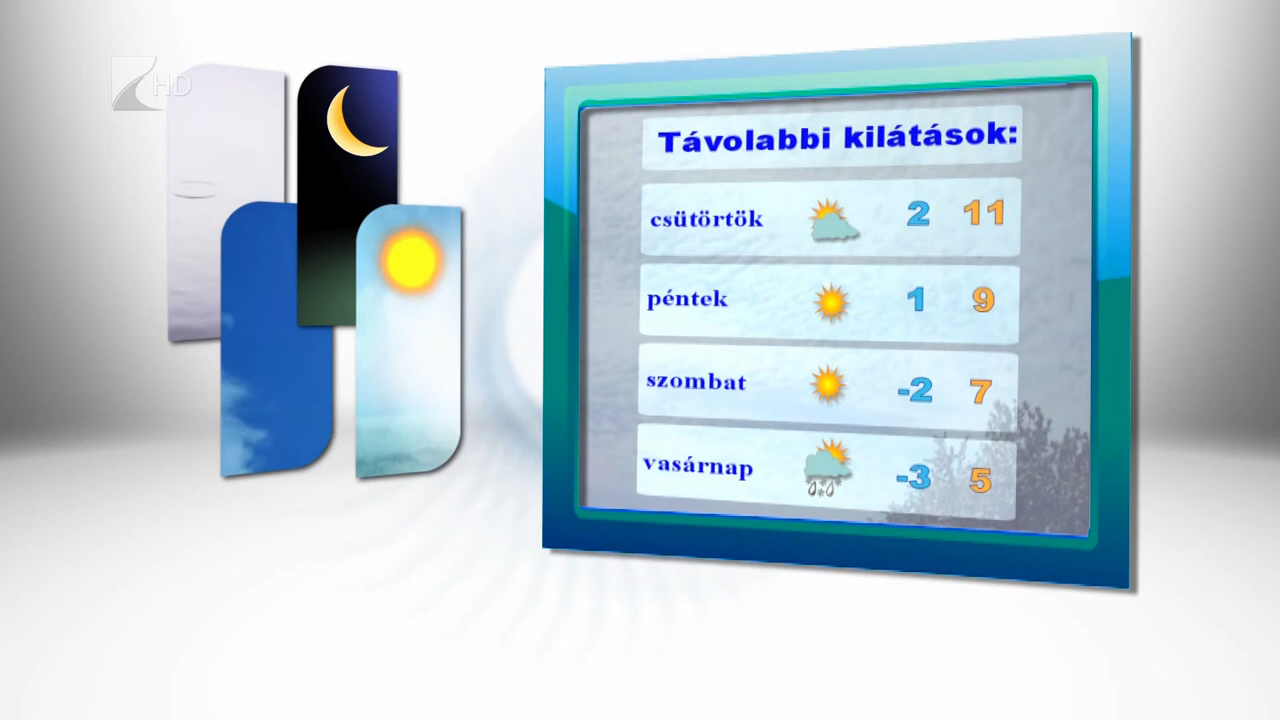 HD
Távolabbi kilátások:
csütörtök 2 11
péntek 1 9
szombat -2 7
vasárnap -3 5